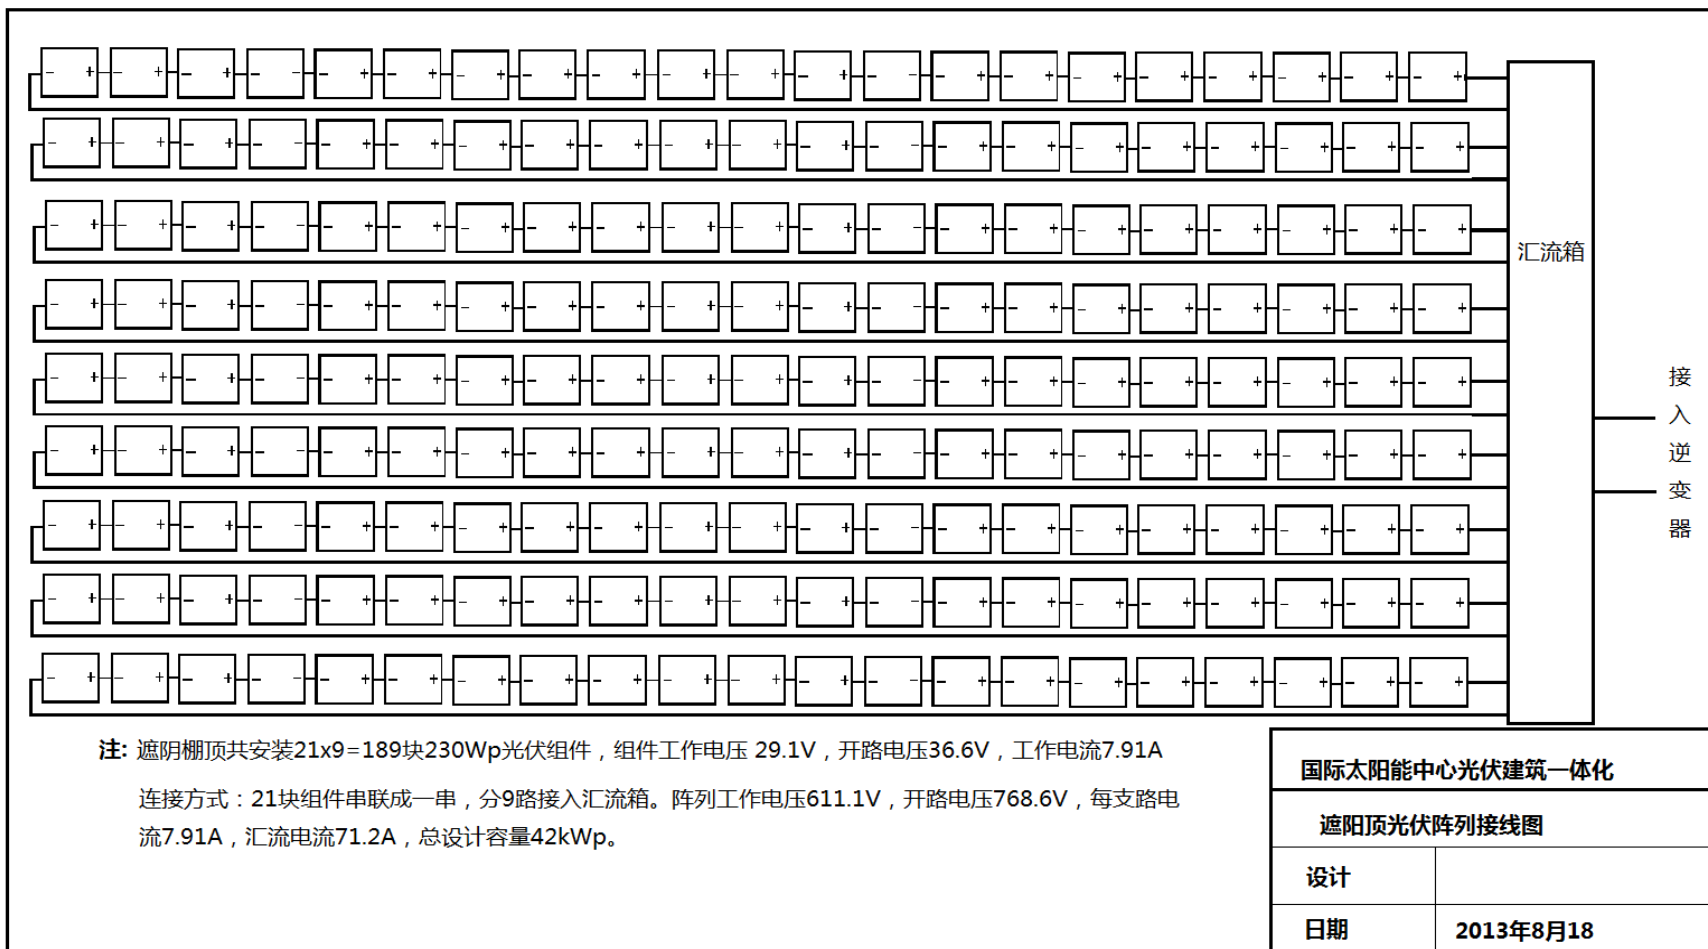 汇流箱
接
入
逆
变
器
注: 遮阴棚顶共安装21x9=189块230Wp光伏组件，组件工作电压 29.1V，开路电压36.6V，工作电流7.91A
连接方式：21块组件串联成一串，分9路接入汇流箱。阵列工作电压611.1V，开路电压768.6V，每支路电
流7.91A，汇流电流71.2A，总设计容量42kWp。
国际太阳能中心光伏建筑一体化
遮阳顶光伏阵列接线图
设计
日期 2013年8月18